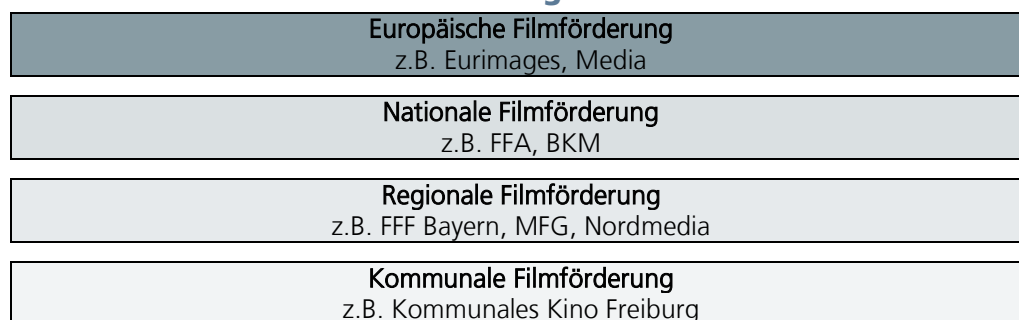 Europäische Filmförderung
z.B. Eurimages, Media
Nationale Filmförderung
z.B. FFA, BKM
Regionale Filmförderung
z.B. FFF Bayern, MFG, Nordmedia
Kommunale Filmförderung
z.B. Kommunales Kino Freiburg